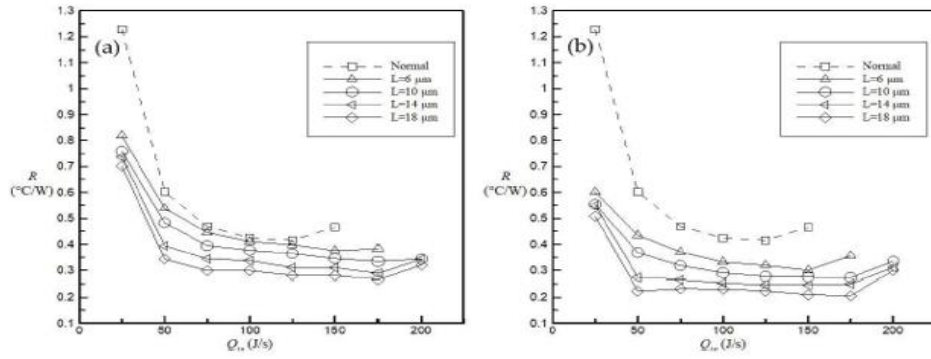 (a)
1.3
1.2
1.1
1
0.9
0.8
0.7
0.6
0.5
0.4
0.3
0.2
0.1
R
(°C/W)
Normal
L=6 μm
L=10 μm
L=14 μm
L=18 μm
0
50
100
150
200
(J/s)
(b)
1.3
1.2
1.1
1
0.9
0.8
0.7
0.6
0.5
0.4
0.3
0.2
0.1
R
(°C/W)
Normal
L=6 μm
L=10 μm
L=14 μm
L=18 μm
0
50
100
150
200
(J/s)